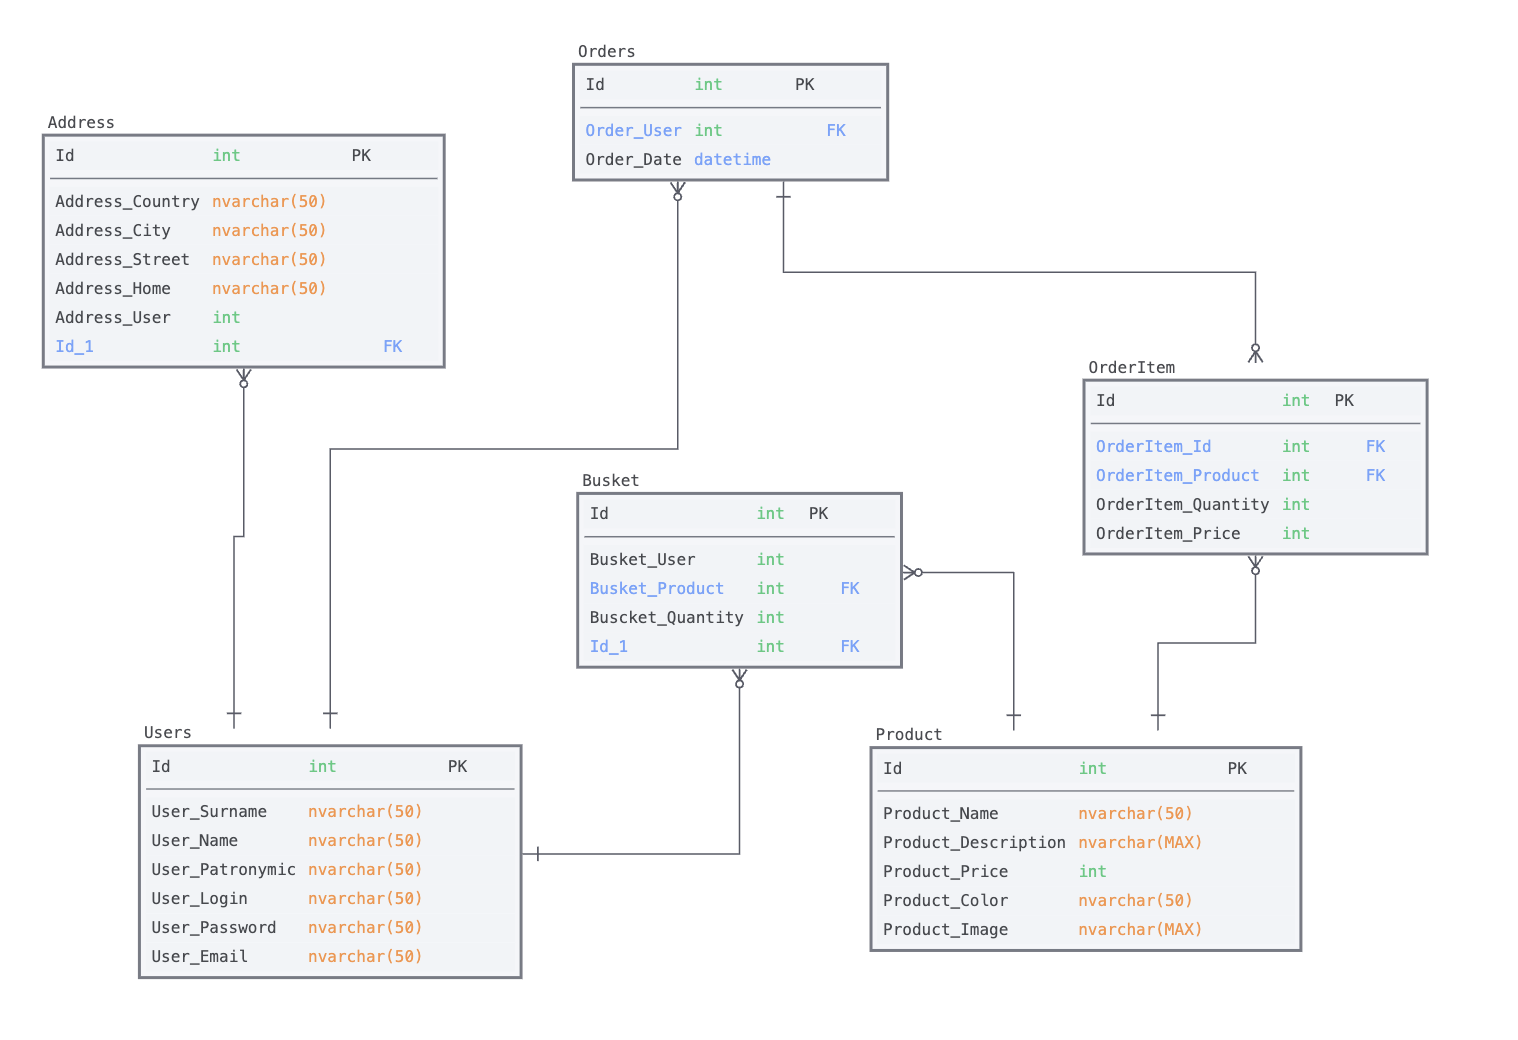 Orders
Id int PK
Order_User int FK
Order_Date datetime
Address
Id int PK
Address_Country nvarchar(50)
Address_City nvarchar(50)
Address_Street nvarchar(50)
Address_Home nvarchar(50)
Address_User int
Id_1 int FK
OrderItem
Id int PK
OrderItem_Id int FK
OrderItem_Product int FK
OrderItem_Quantity int
OrderItem_Price int
Busket
Id int PK
Busket_User int
Busket_Product int FK
Buscket_Quantity int
Id_1 int FK
Users
Id int PK
User_Surname nvarchar(50)
User_Name nvarchar(50)
User_Patronymic nvarchar(50)
User_Login nvarchar(50)
User_Password nvarchar(50)
User_Email nvarchar(50)
Product
Id int PK
Product_Name nvarchar(50)
Product_Description nvarchar(MAX)
Product_Price int
Product_Color nvarchar(50)
Product_Image nvarchar(MAX)